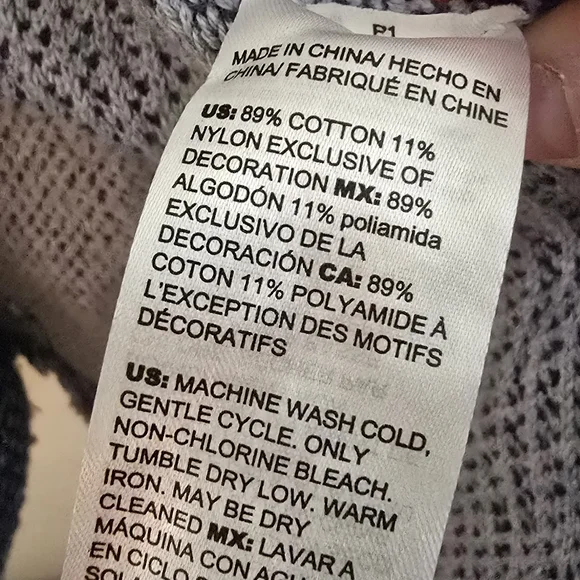 P1
MADE IN CHINA/ HECHO EN
CHINA/ FABRIQUÉ EN CHINE
US: 89% COTTON 11%
NYLON EXCLUSIVE OF
DECORATION MX: 89%
ALGODÓN 11% poliamida
EXCLUSIVO DE LA
DECORACIÓN CA: 89%
COTON 11% POLYAMIDE À
L'EXCEPTION DES MOTIFS
DÉCORATIFS
US: MACHINE WASH COLD,
GENTLE CYCLE. ONLY
NON-CHLORINE BLEACH.
TUMBLE DRY LOW. WARM
IRON. MAY BE DRY
CLEANED MX: LAVAR A
MÁQUINA CON
EN CICLO